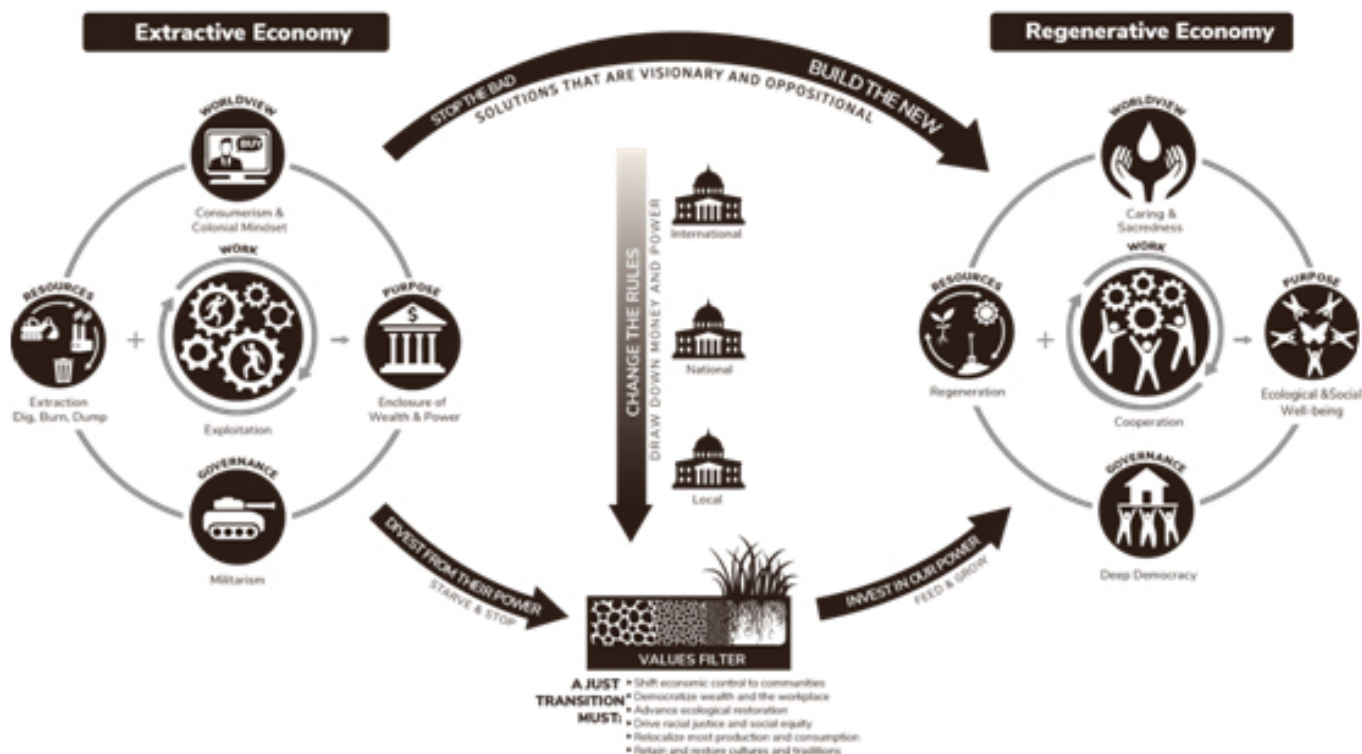 Extractive Economy
Regenerative Economy
STOP THE BAD
BUILD THE NEW
SOLUTIONS THAT ARE VISIONARY AND OPPOSITIONAL
WORLDVIEW
BUY
Consumerism &
Colonial Mindset
WORK
RESOURCES
PURPOSE
$
+
Extraction
Dig, Burn, Dump
Exploitation
Enclosure of
Wealth & Power
GOVERNANCE
Militarism
CHANGE THE RULES
DRAW DOWN MONEY AND POWER
International
National
Local
WORLDVIEW
Caring &
Sacredness
WORK
RESOURCES
PURPOSE
+
Regeneration
Cooperation
Ecological &Social
Well-being
GOVERNANCE
Deep Democracy
DIVEST FROM THEIR POWER
STARVE & STOP
INVEST IN OUR POWER
FEED & GROW
VALUES FILTER
A JUST
TRANSITION
MUST:
• Shift economic control to communities
• Democratize wealth and the workplace
• Advance ecological restoration
• Drive racial justice and social equity
• Relocalize most production and consumption
• Retain and restore cultures and traditions